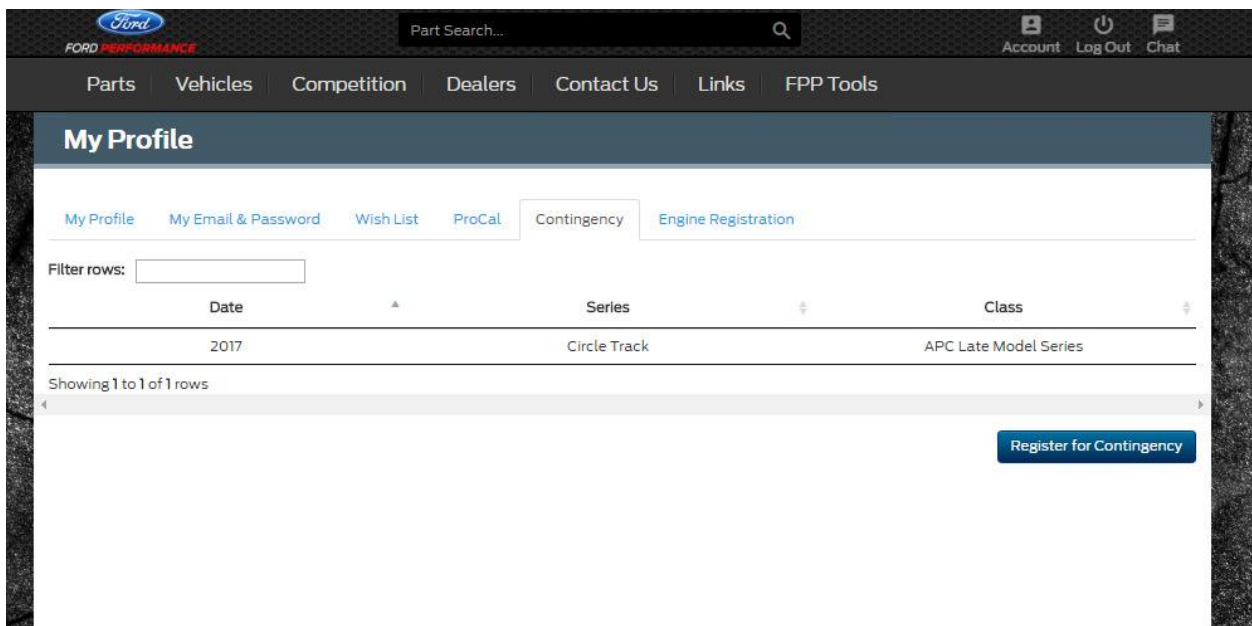 Ford
FORD PERFORMANCE
Part Search...
Account Log Out Chat
Parts Vehicles Competition Dealers Contact Us Links FPP Tools
My Profile
My Profile My Email & Password Wish List ProCal Contingency Engine Registration
Filter rows:
Date Series Class
2017 Circle Track APC Late Model Series
Showing 1 to 1 of 1 rows
Register for Contingency